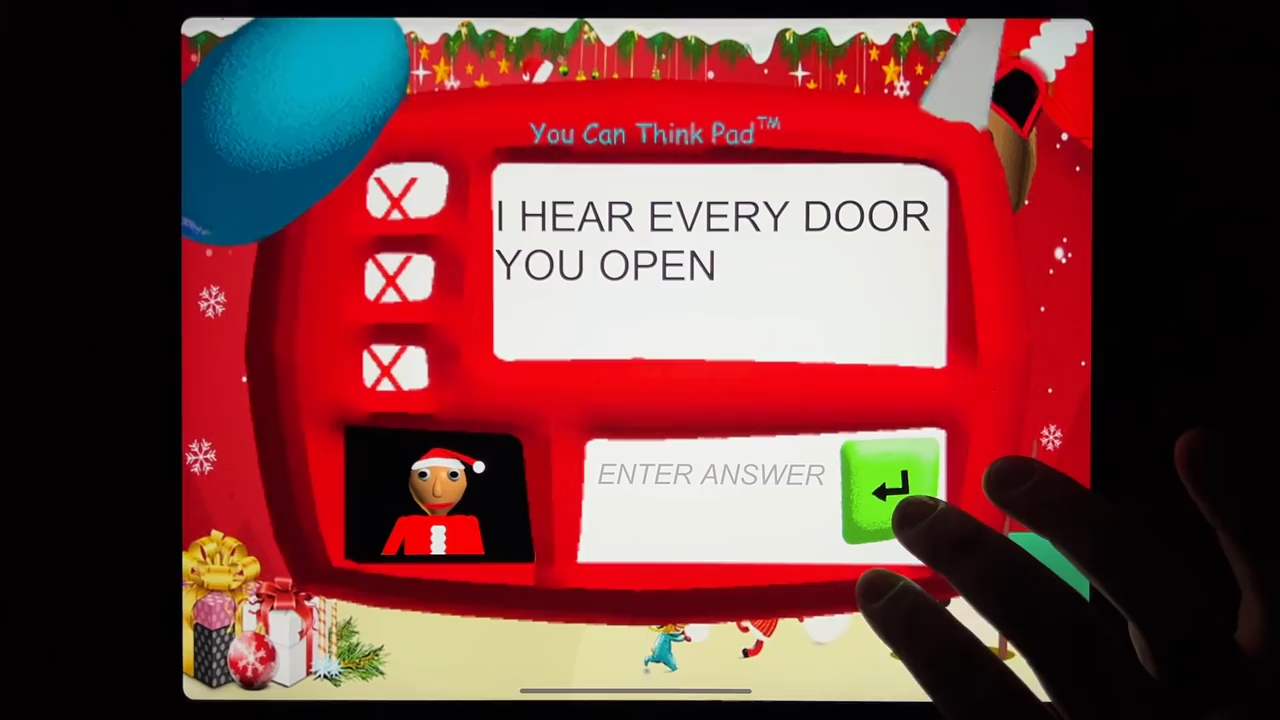 You Can Think Pad™
I HEAR EVERY DOOR
YOU OPEN
ENTER ANSWER